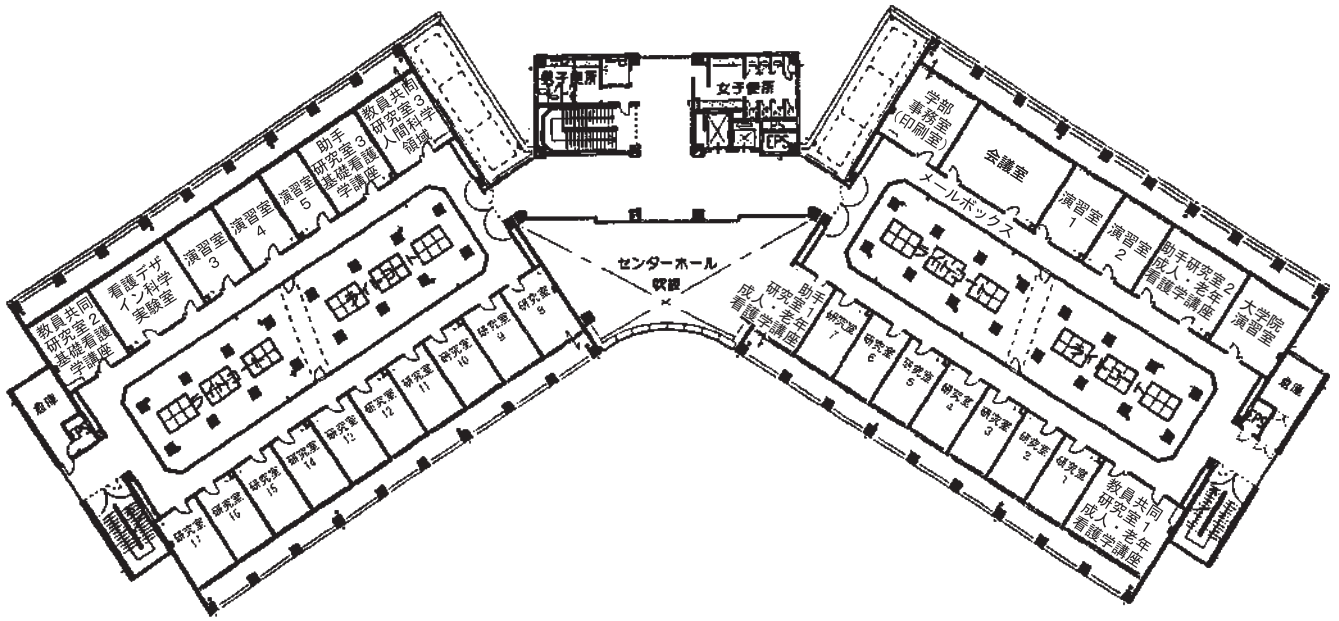 教員共同
研究室3
人間科学
領域
助手
研究室3
基礎看護
学講座
演習室
5
演習室
4
演習室
3
看護デザ
イン科学
実験室
教員共同
研究室2
基礎看護
学講座
倉庫
研究室
8
研究室
9
研究室
10
研究室
11
研究室
12
研究室
13
研究室
14
研究室
15
研究室
16
研究室
17
男子便所
女子便所
センターホール
吹抜
学部
事務室
(印刷室)
会議室
メールボックス
演習室
1
演習室
2
助手研究室2
成人・老年
看護学講座
大学院
演習室
倉庫
助手
研究室1
成人・老年
看護学講座
研究室
7
研究室
6
研究室
5
研究室
4
研究室
3
研究室
2
研究室
1
教員共同
研究室1
成人・老年
看護学講座